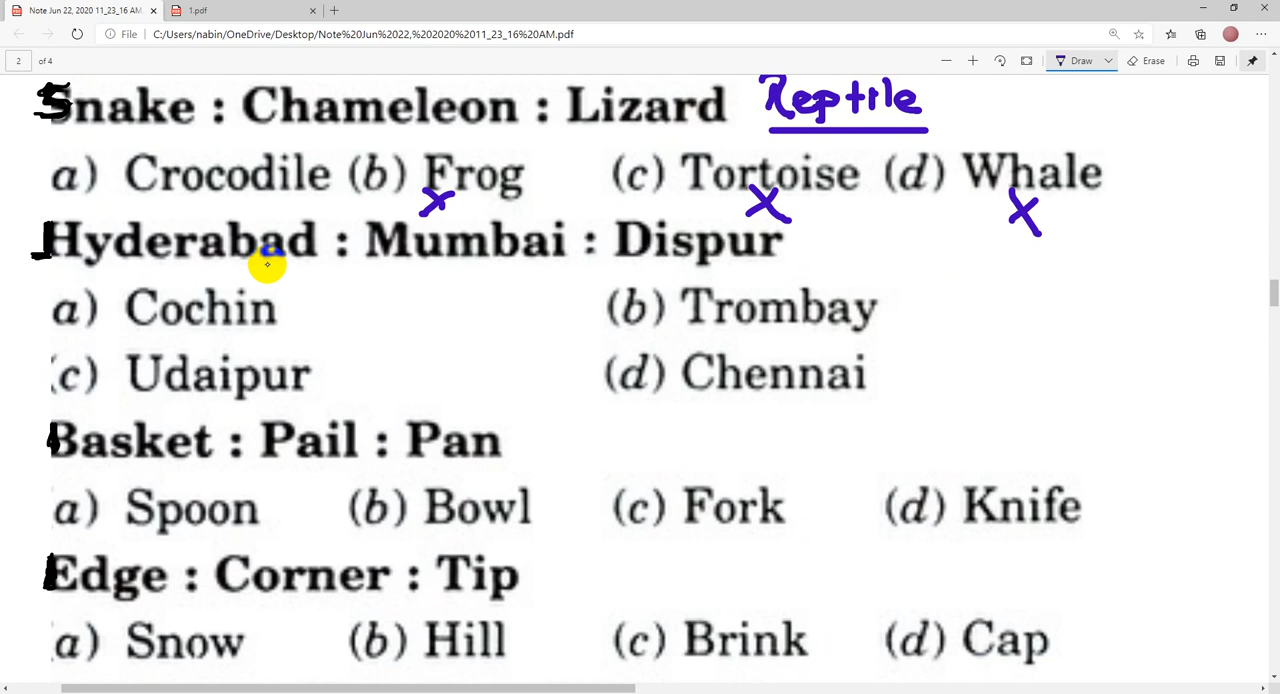 Note Jun 22, 2020 11_23_16 AM.p
1.pdf
File C:/Users/nabin/OneDrive/Desktop/Note%20Jun%2022,%202020%2011_23_16%20AM.pdf
2 of 4 Draw Erase
Snake : Chameleon : Lizard Reptile
a) Crocodile (b) Frog (c) Tortoise (d) Whale
x X X
Hyderabad : Mumbai : Dispur
a) Cochin (b) Trombay
(c) Udaipur (d) Chennai
Basket : Pail : Pan
a) Spoon (b) Bowl (c) Fork (d) Knife
Edge : Corner : Tip
a) Snow (b) Hill (c) Brink (d) Cap